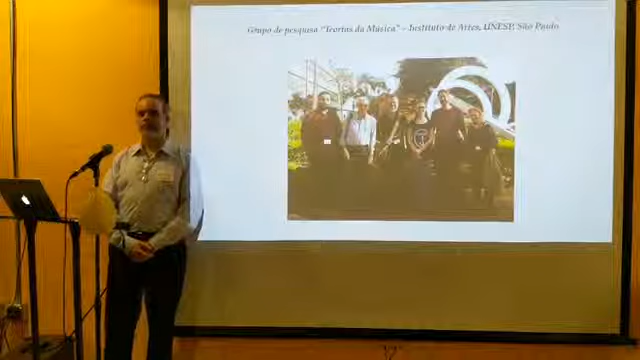 Grupo de pesquisa "Teorias da Música" – Instituto de Artes, UNESP, São Paulo